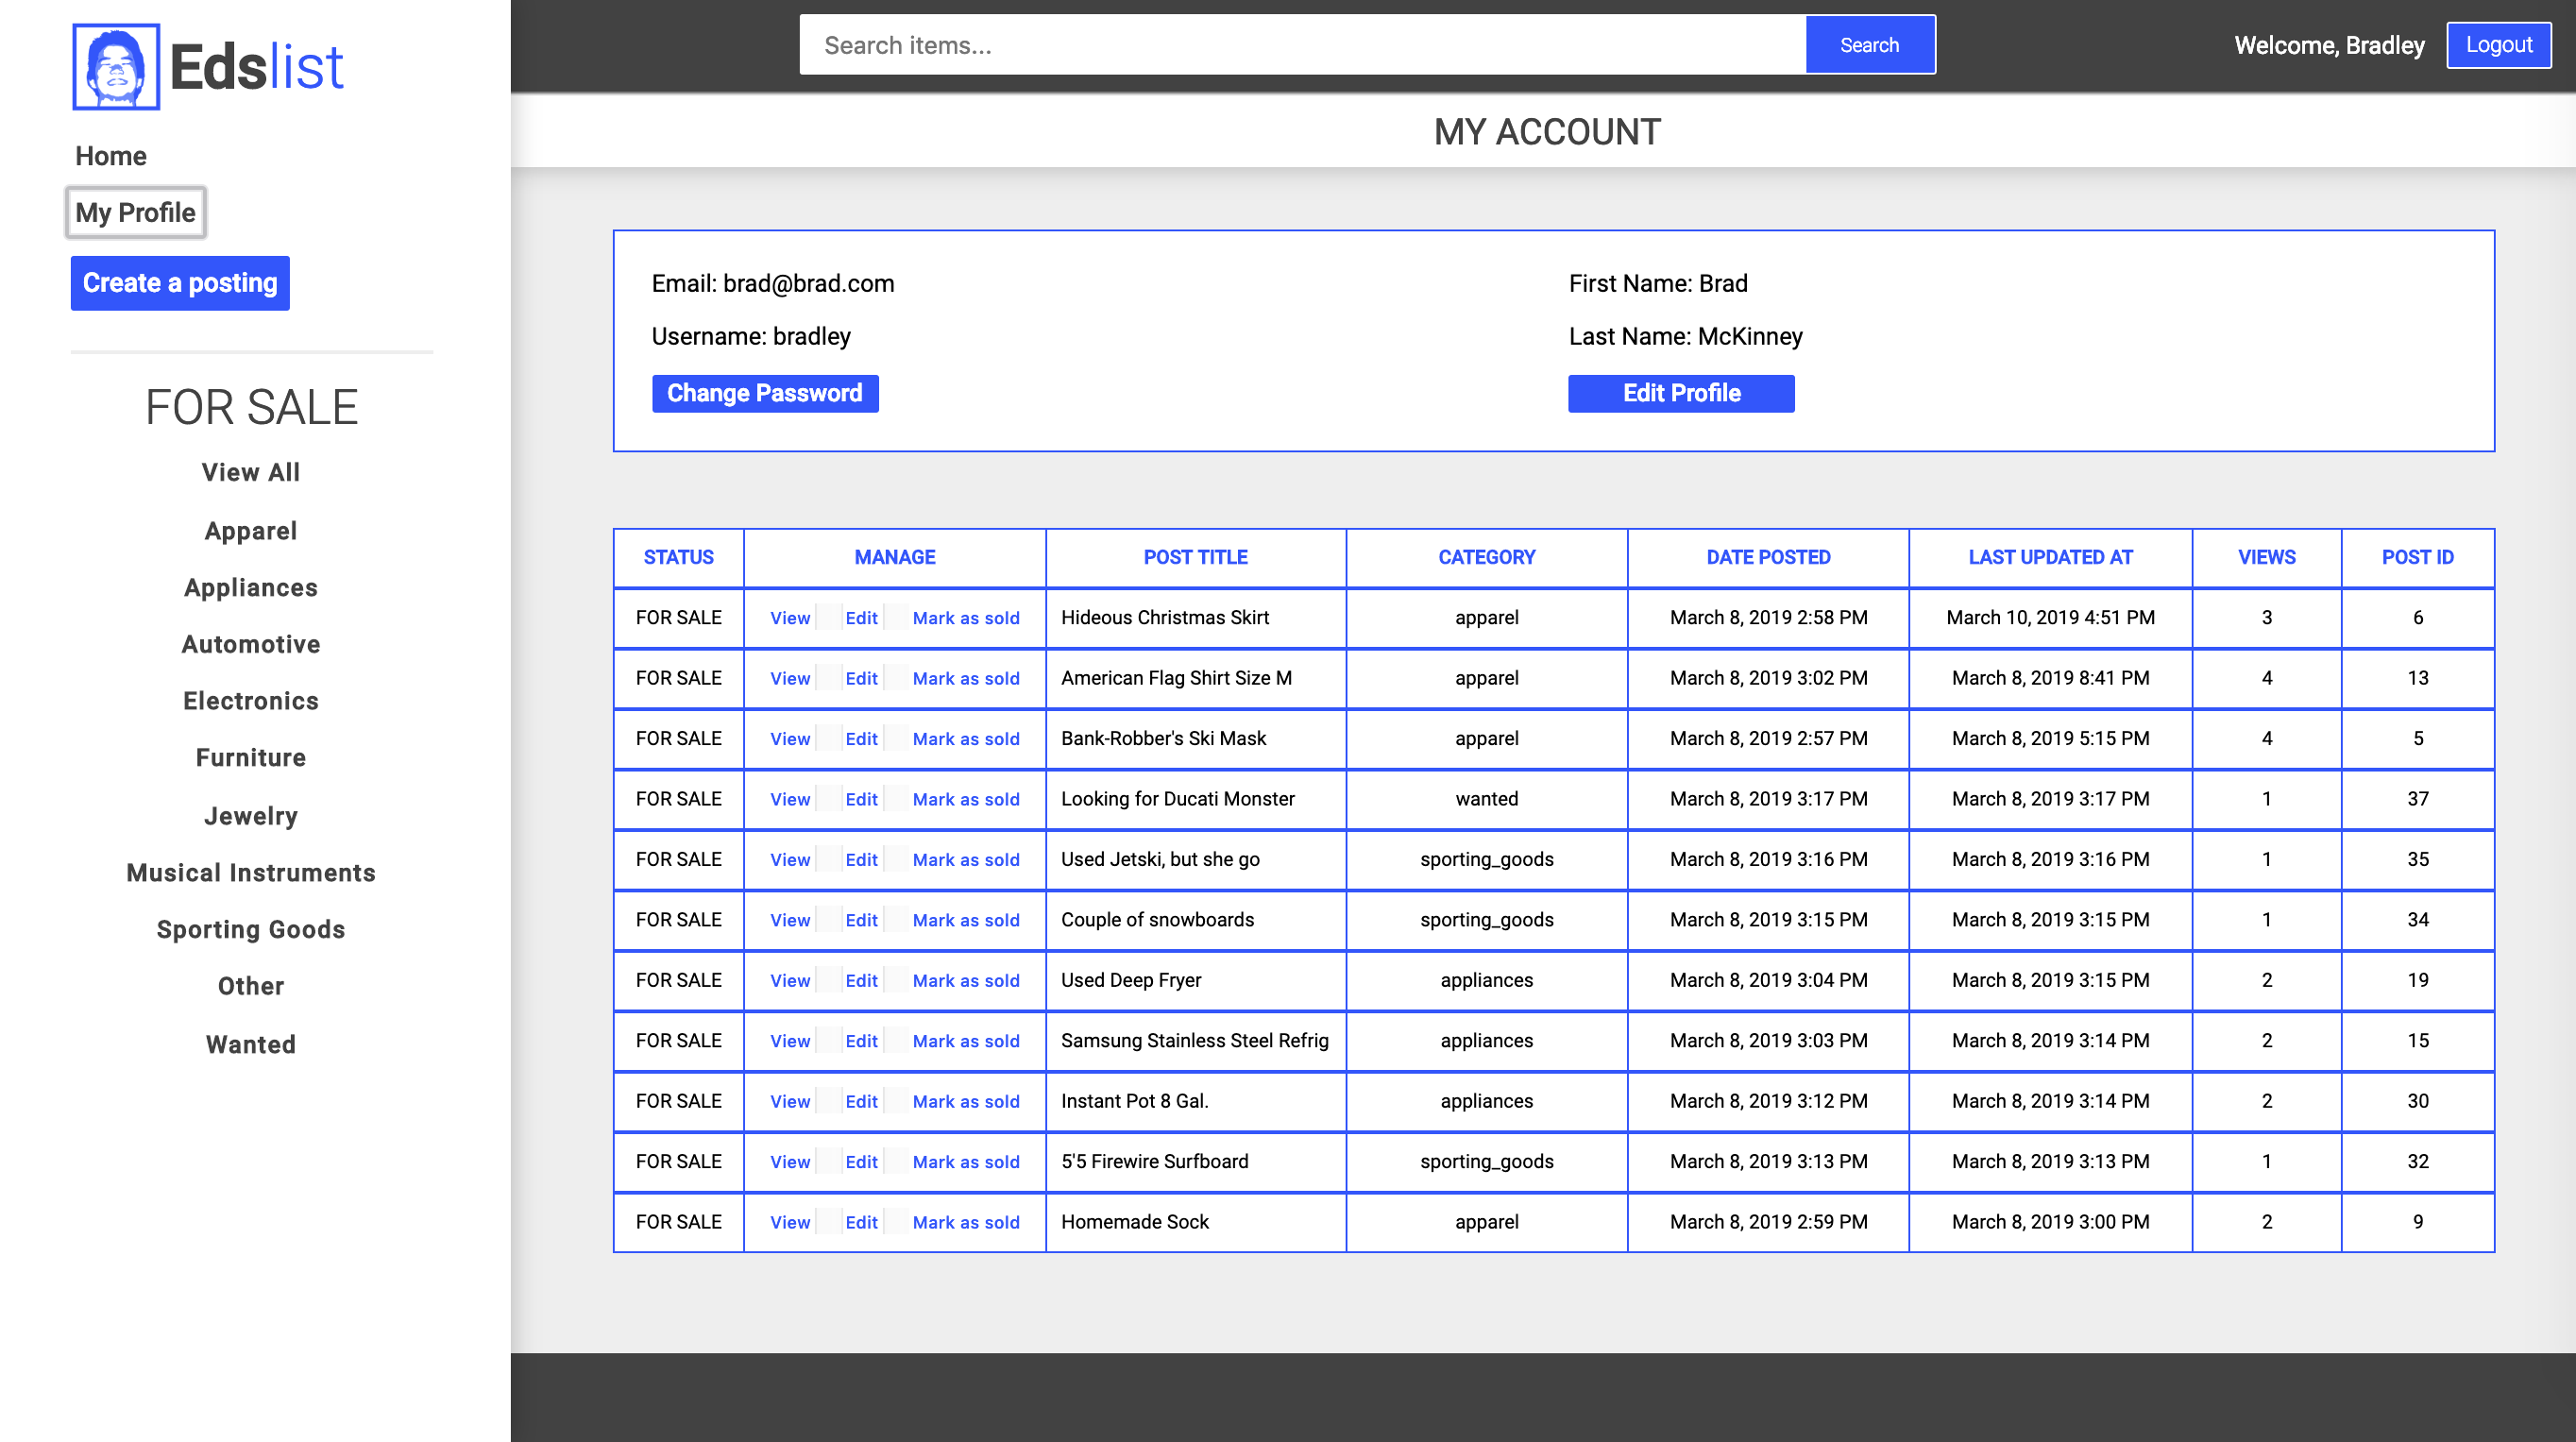 Edslist
Home
My Profile
Create a posting
FOR SALE
View All
Apparel
Appliances
Automotive
Electronics
Furniture
Jewelry
Musical Instruments
Sporting Goods
Other
Wanted
Search items... Search Welcome, Bradley Logout
MY ACCOUNT
Email: brad@brad.com First Name: Brad
Username: bradley Last Name: McKinney
Change Password Edit Profile
STATUS MANAGE POST TITLE CATEGORY DATE POSTED LAST UPDATED AT VIEWS POST ID
FOR SALE View Edit Mark as sold Hideous Christmas Skirt apparel March 8, 2019 2:58 PM March 10, 2019 4:51 PM 3 6
FOR SALE View Edit Mark as sold American Flag Shirt Size M apparel March 8, 2019 3:02 PM March 8, 2019 8:41 PM 4 13
FOR SALE View Edit Mark as sold Bank-Robber's Ski Mask apparel March 8, 2019 2:57 PM March 8, 2019 5:15 PM 4 5
FOR SALE View Edit Mark as sold Looking for Ducati Monster wanted March 8, 2019 3:17 PM March 8, 2019 3:17 PM 1 37
FOR SALE View Edit Mark as sold Used Jetski, but she go sporting_goods March 8, 2019 3:16 PM March 8, 2019 3:16 PM 1 35
FOR SALE View Edit Mark as sold Couple of snowboards sporting_goods March 8, 2019 3:15 PM March 8, 2019 3:15 PM 1 34
FOR SALE View Edit Mark as sold Used Deep Fryer appliances March 8, 2019 3:04 PM March 8, 2019 3:15 PM 2 19
FOR SALE View Edit Mark as sold Samsung Stainless Steel Refrig appliances March 8, 2019 3:03 PM March 8, 2019 3:14 PM 2 15
FOR SALE View Edit Mark as sold Instant Pot 8 Gal. appliances March 8, 2019 3:12 PM March 8, 2019 3:14 PM 2 30
FOR SALE View Edit Mark as sold 5'5 Firewire Surfboard sporting_goods March 8, 2019 3:13 PM March 8, 2019 3:13 PM 1 32
FOR SALE View Edit Mark as sold Homemade Sock apparel March 8, 2019 2:59 PM March 8, 2019 3:00 PM 2 9